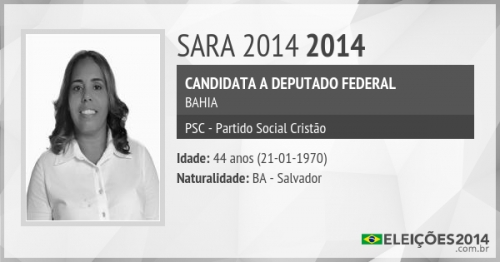 SARA 2014 2014
CANDIDATA A DEPUTADO FEDERAL
BAHIA
PSC - Partido Social Cristão
Idade: 44 anos (21-01-1970)
Naturalidade: BA - Salvador
ELEIÇÕES2014
.com.br